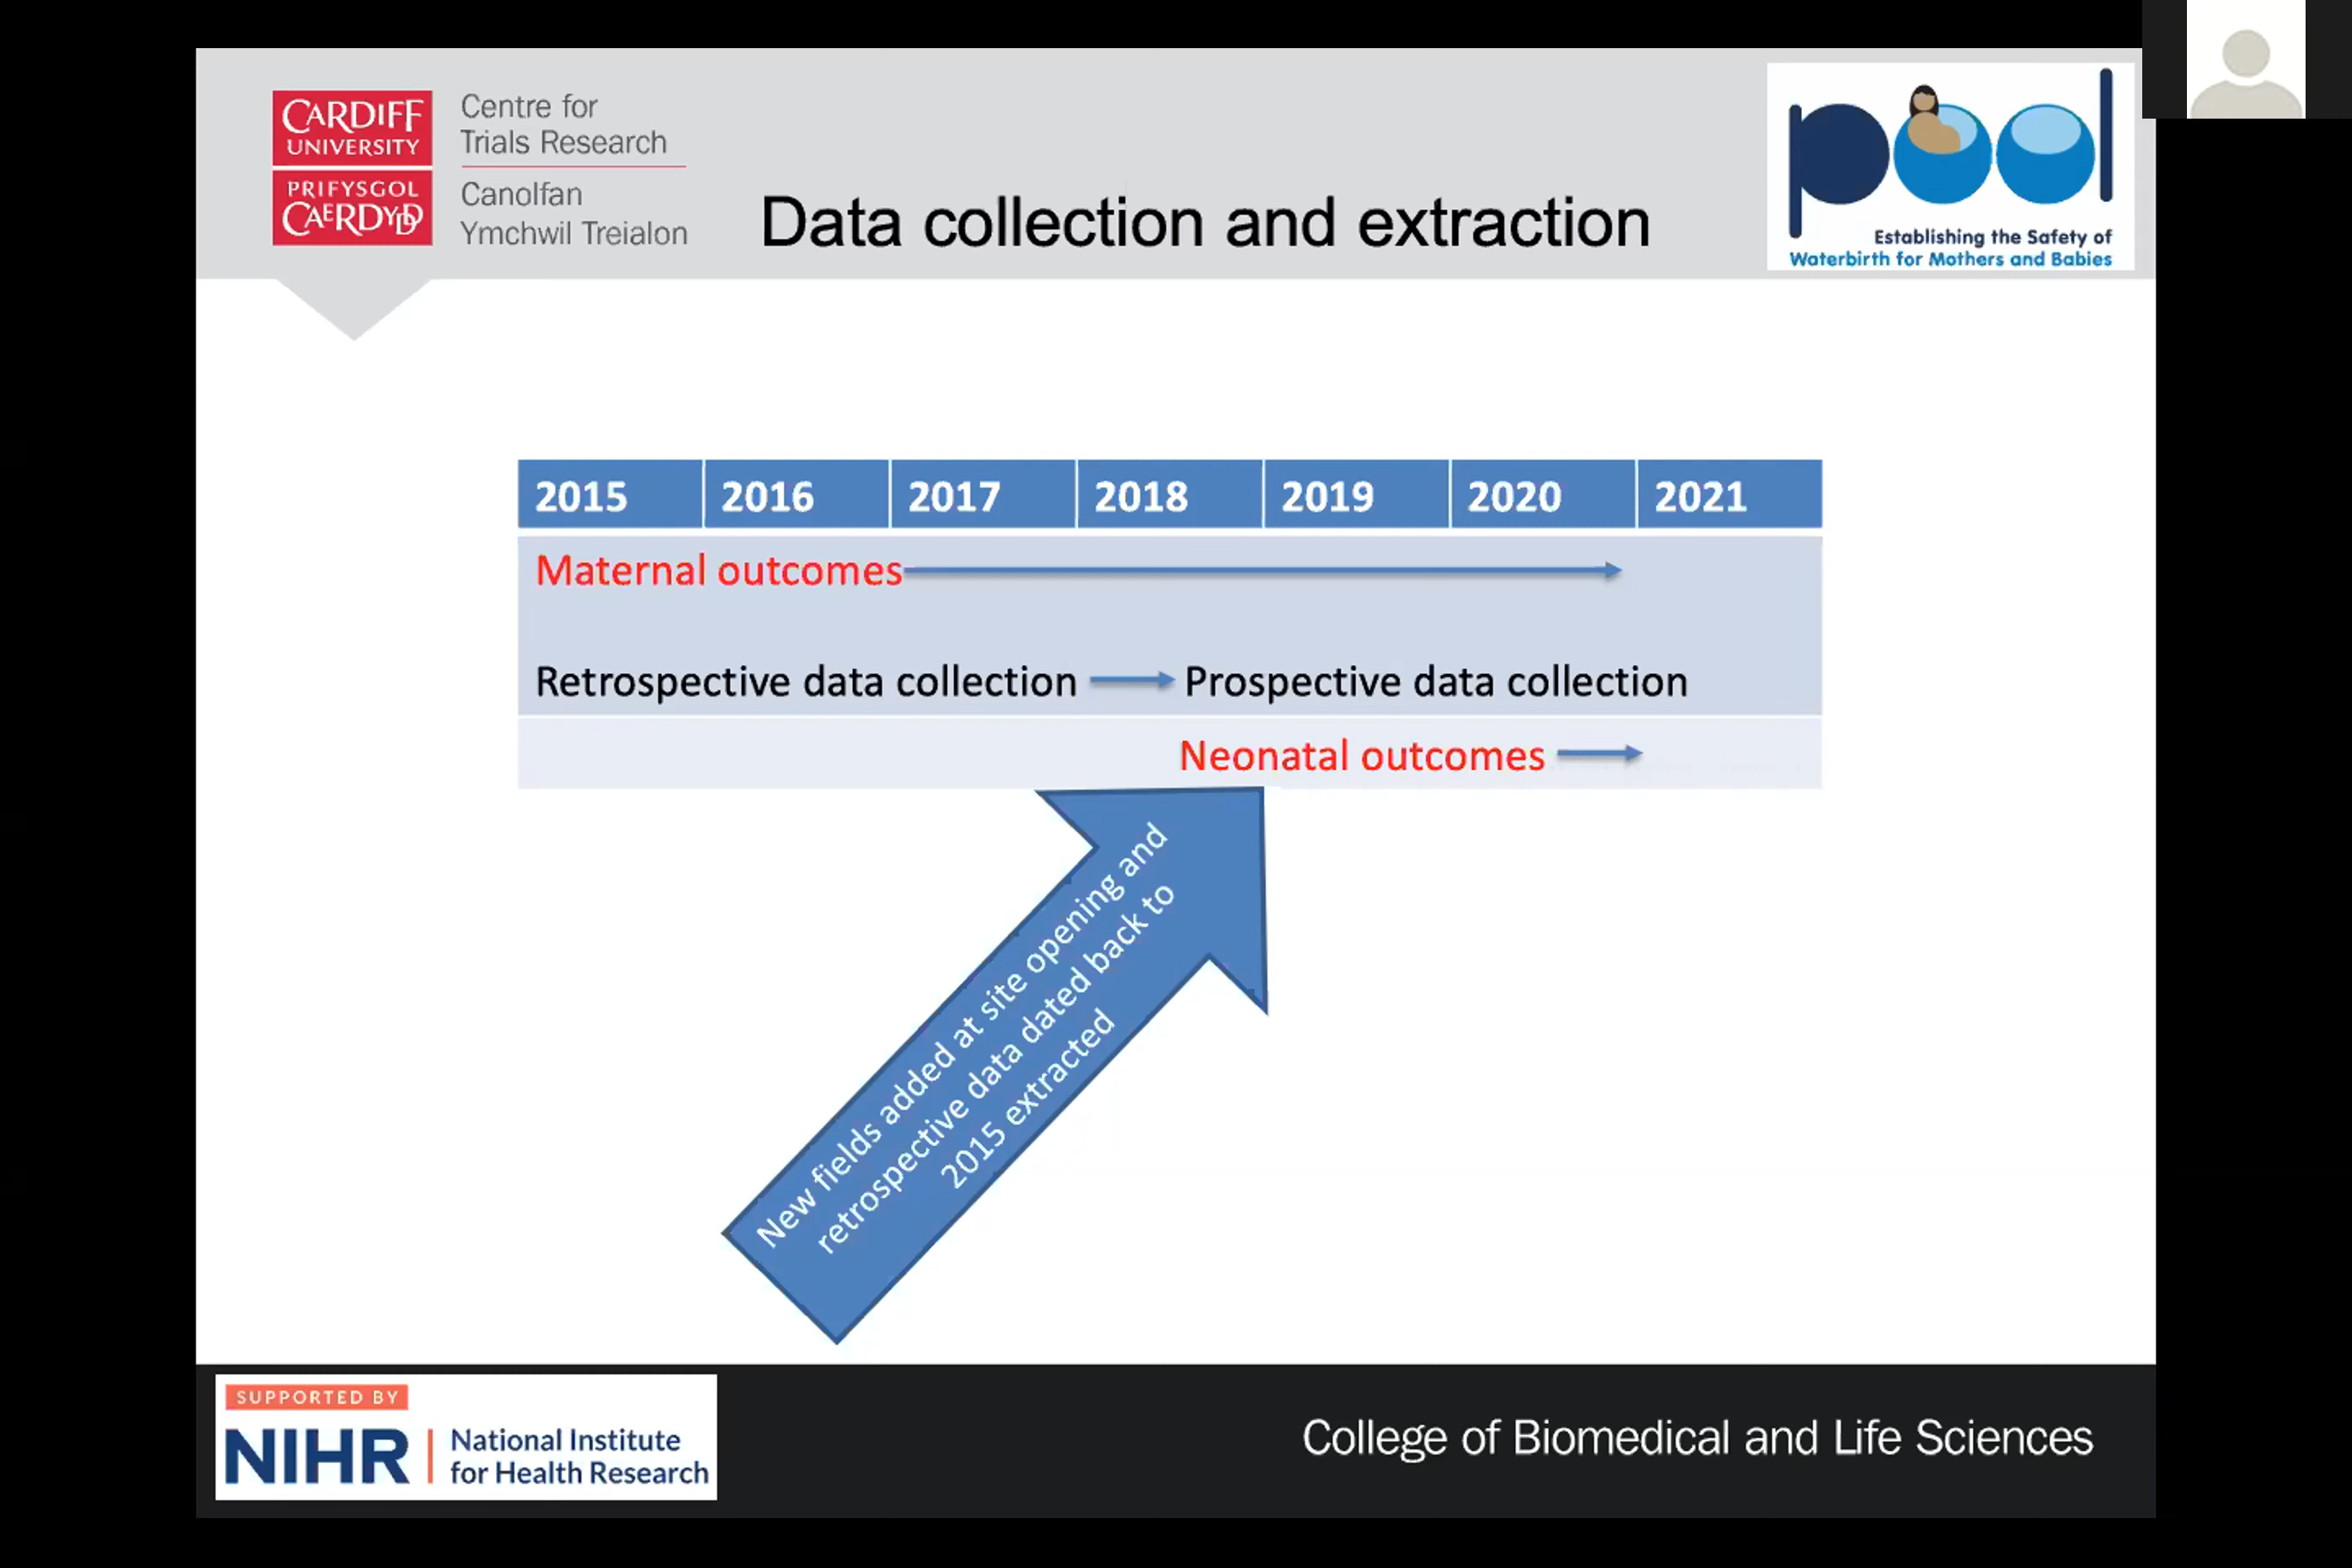 CARDIFF
UNIVERSITY
PRIFYSGOL
CAERDYDD
Centre for
Trials Research
Canolfan
Ymchwil Treialon
Data collection and extraction
pool
Establishing the Safety of
Waterbirth for Mothers and Babies
2015 2016 2017 2018 2019 2020 2021
Maternal outcomes
Retrospective data collection Prospective data collection
Neonatal outcomes
New fields added at site opening and
retrospective data dated back to
2015 extracted
SUPPORTED BY
NIHR National Institute
for Health Research
College of Biomedical and Life Sciences